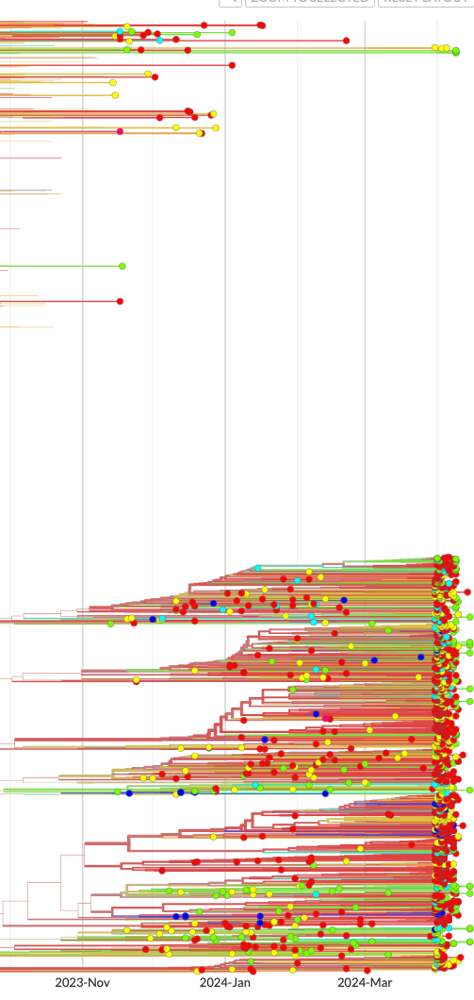 ZOOM TO SELECTED RESET LAYOUT
2023-Nov 2024-Jan 2024-Mar